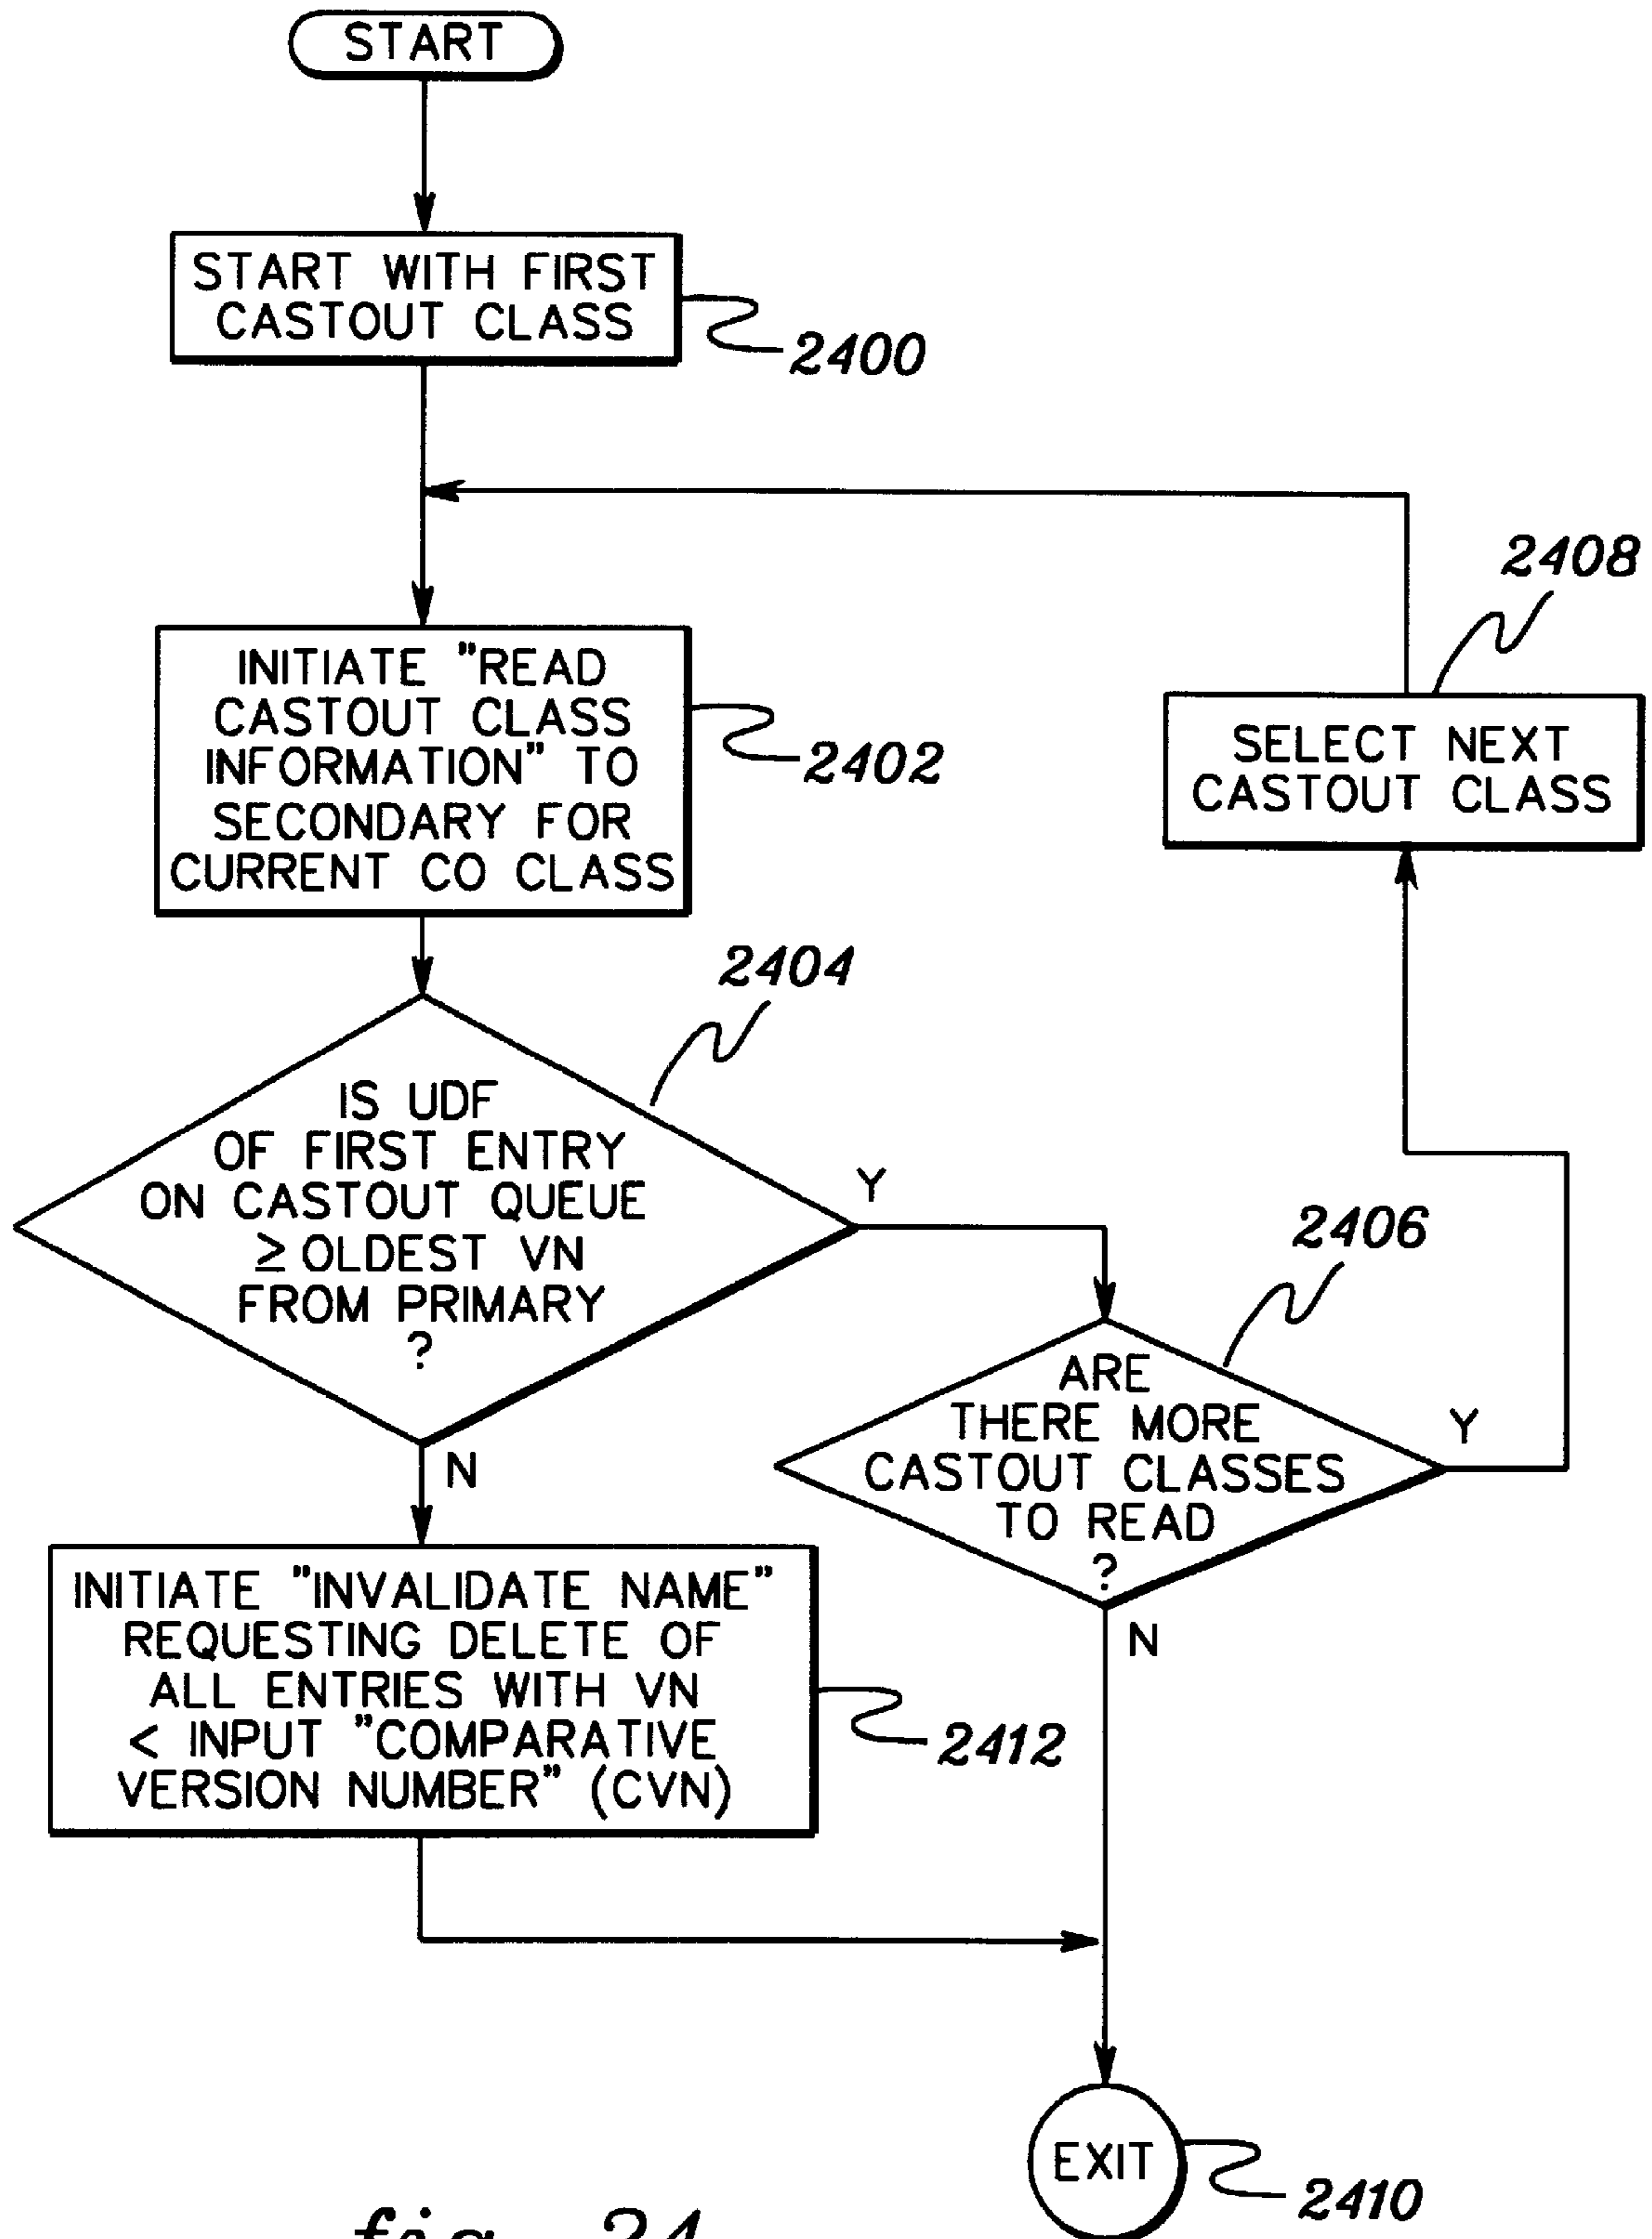 START
START WITH FIRST
CASTOUT CLASS
2400
2408
INITIATE "READ
CASTOUT CLASS
INFORMATION" TO
SECONDARY FOR
CURRENT CO CLASS
2402
SELECT NEXT
CASTOUT CLASS
2404
IS UDF
OF FIRST ENTRY
ON CASTOUT QUEUE
≥ OLDEST VN
FROM PRIMARY
?
Y
N
2406
ARE
THERE MORE
CASTOUT CLASSES
TO READ
?
Y
N
INITIATE "INVALIDATE NAME"
REQUESTING DELETE OF
ALL ENTRIES WITH VN
< INPUT "COMPARATIVE
VERSION NUMBER" (CVN)
2412
EXIT
2410
fig. 24